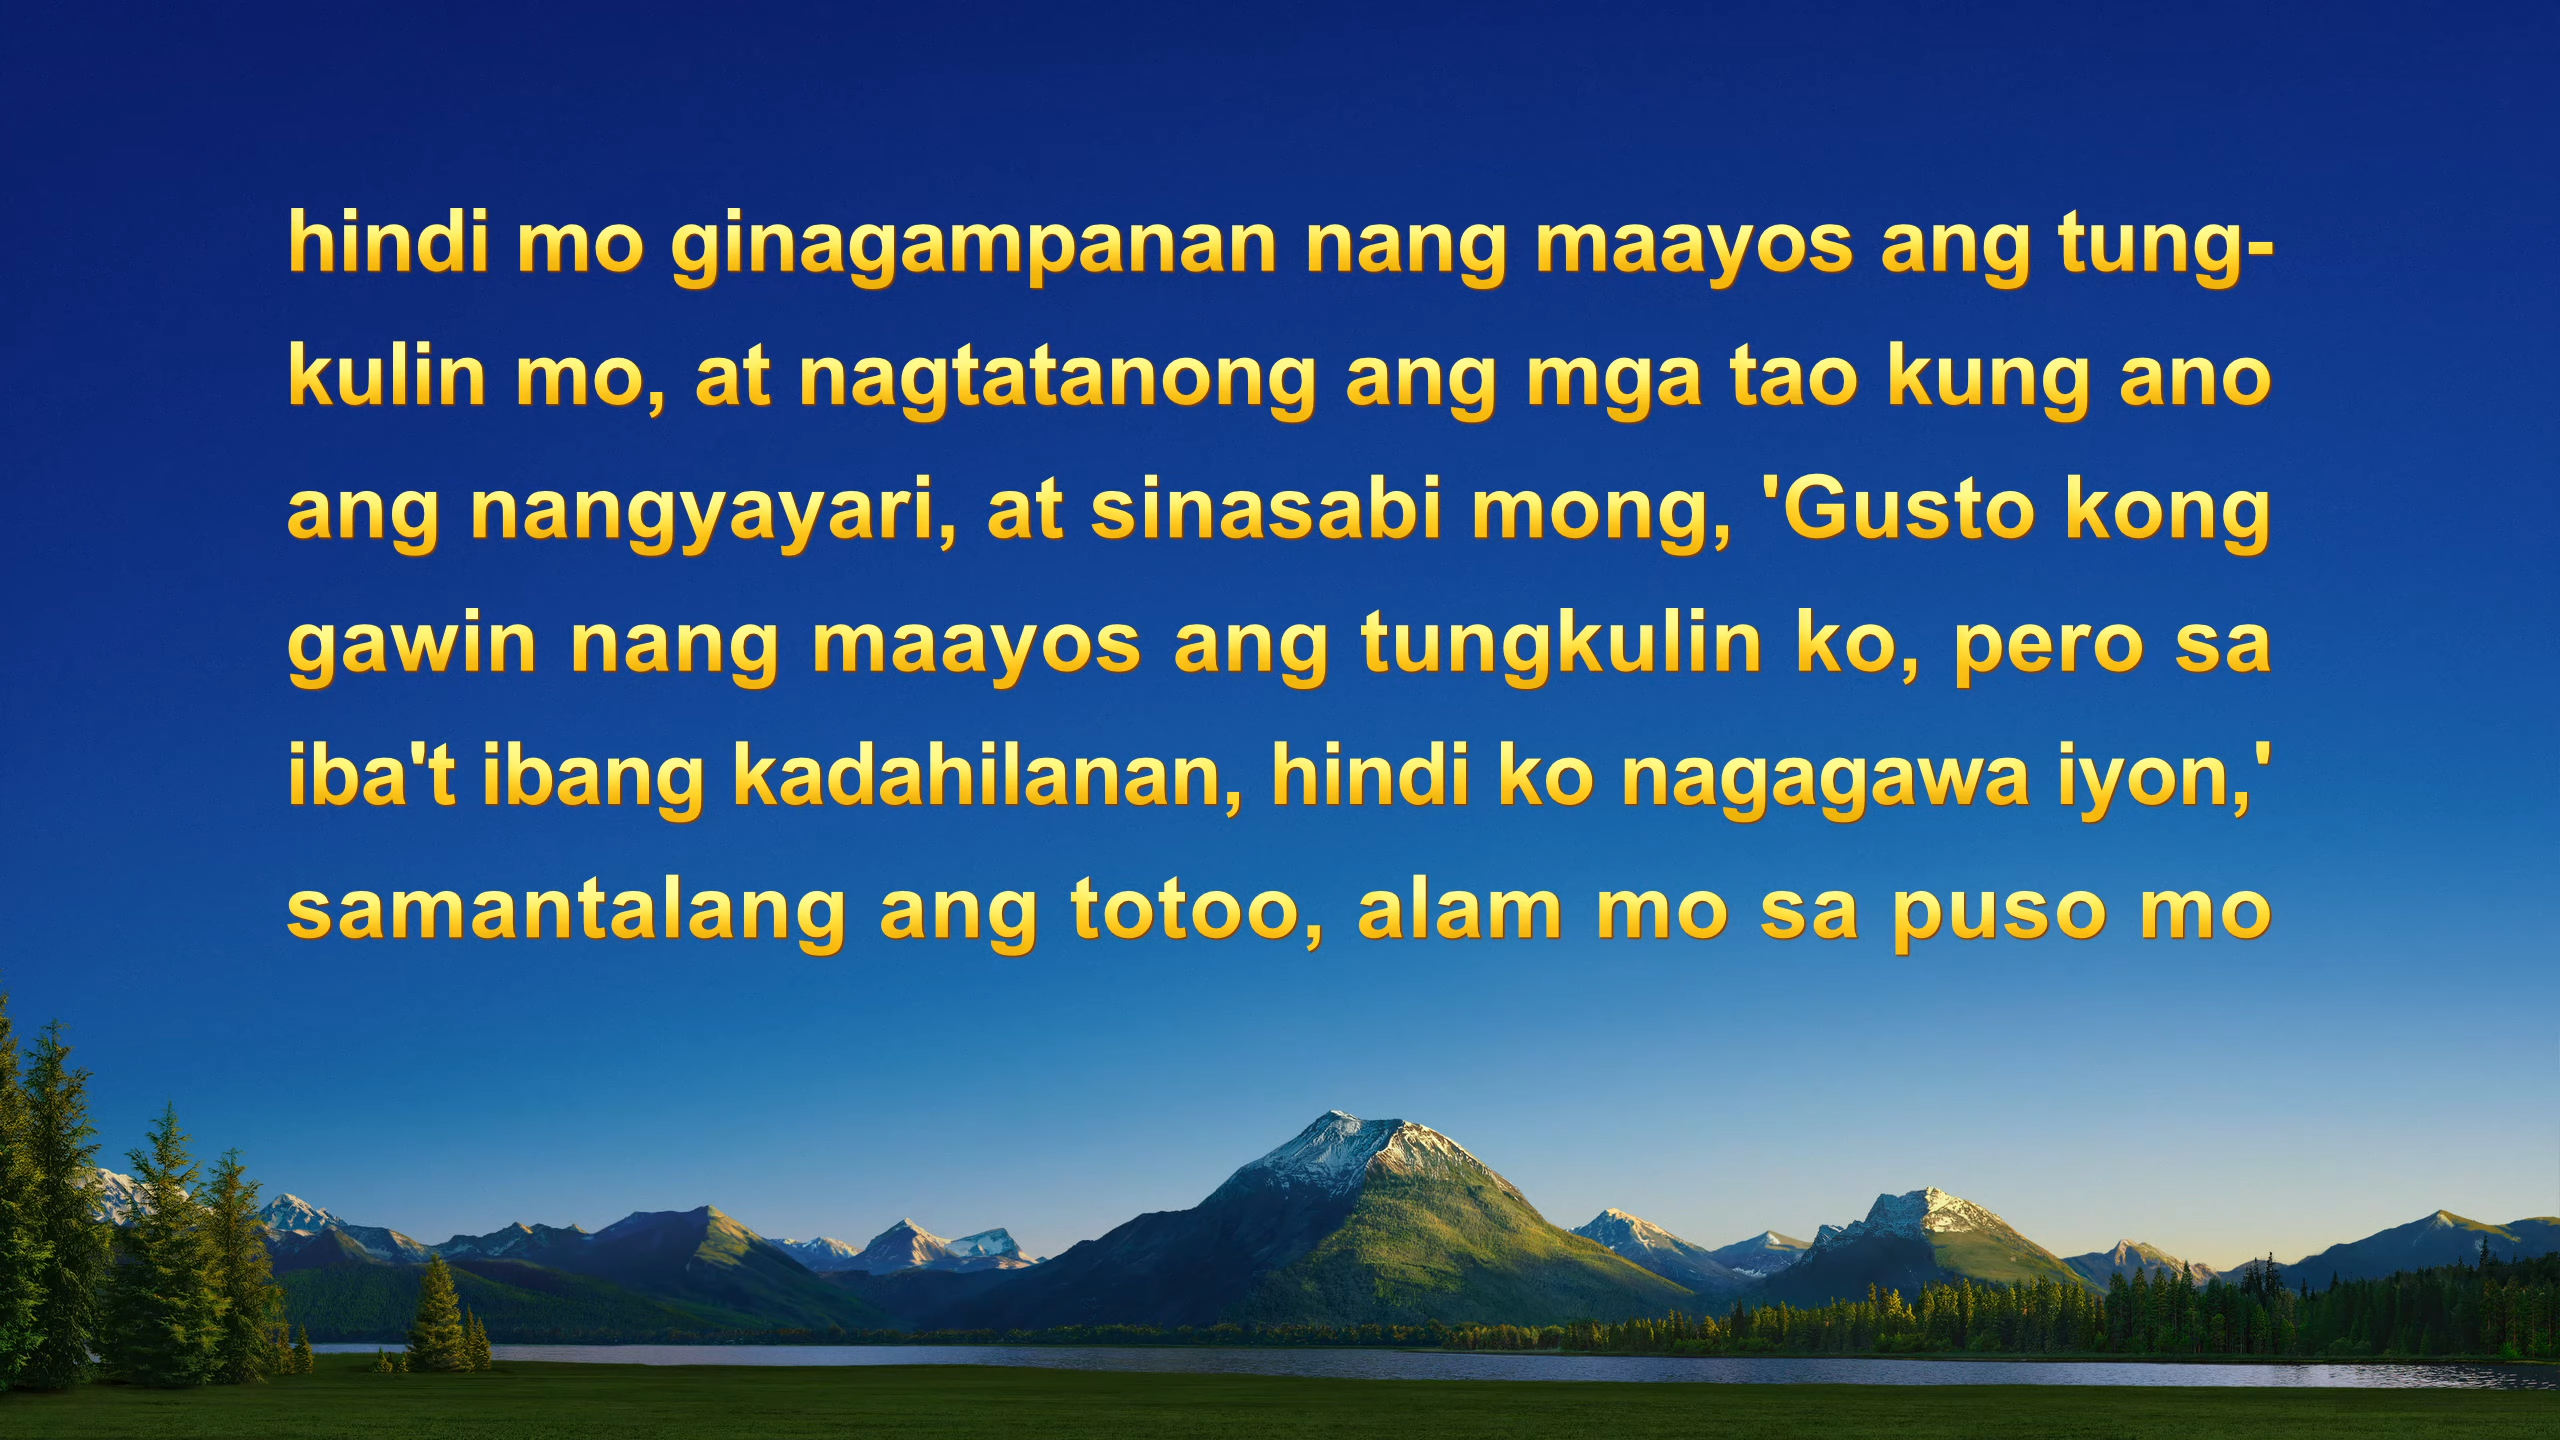 hindi mo ginagampanan nang maayos ang tung-
kulin mo, at nagtatanong ang mga tao kung ano
ang nangyayari, at sinasabi mong, 'Gusto kong
gawin nang maayos ang tungkulin ko, pero sa
iba't ibang kadahilanan, hindi ko nagagawa iyon,'
samantalang ang totoo, alam mo sa puso mo